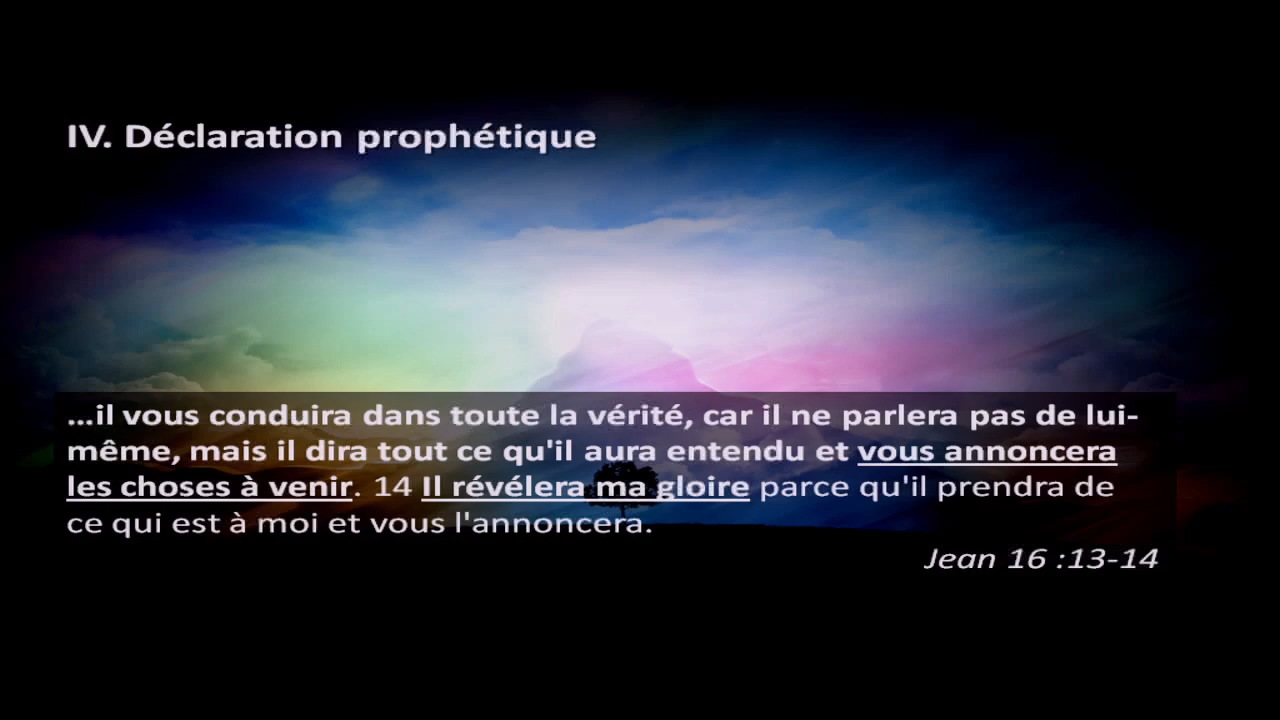 IV. Déclaration prophétique
...il vous conduira dans toute la vérité, car il ne parlera pas de lui-
même, mais il dira tout ce qu'il aura entendu et vous annoncera
les choses à venir. 14 Il révélera ma gloire parce qu'il prendra de
ce qui est à moi et vous l'annoncera.
Jean 16 :13-14